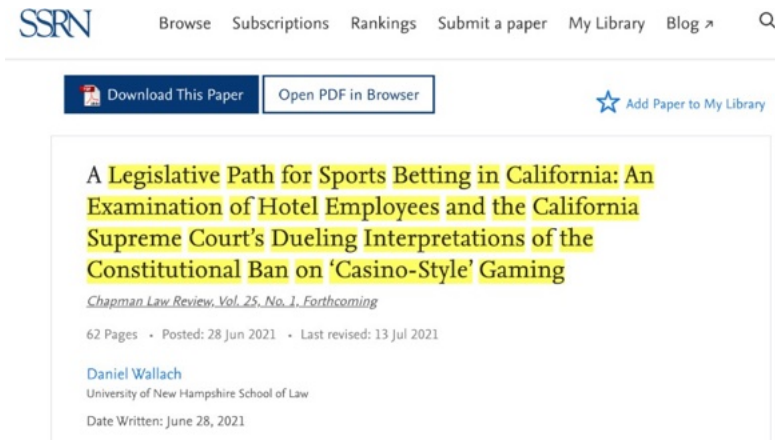 SSRN Browse Subscriptions Rankings Submit a paper My Library Blog ↗
Download This Paper Open PDF in Browser
Add Paper to My Library
A Legislative Path for Sports Betting in California: An
Examination of Hotel Employees and the California
Supreme Court's Dueling Interpretations of the
Constitutional Ban on 'Casino-Style' Gaming
Chapman Law Review, Vol. 25, No. 1, Forthcoming
62 Pages • Posted: 28 Jun 2021 • Last revised: 13 Jul 2021
Daniel Wallach
University of New Hampshire School of Law
Date Written: June 28, 2021